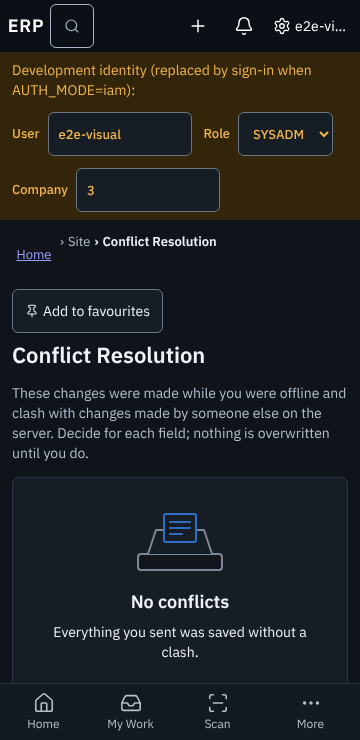 ERP
e2e-vi...
Development identity (replaced by sign-in when
AUTH_MODE=iam):
User e2e-visual Role SYSADM
Company 3
Home › Site › Conflict Resolution
Add to favourites
Conflict Resolution
These changes were made while you were offline and
clash with changes made by someone else on the
server. Decide for each field; nothing is overwritten
until you do.
No conflicts
Everything you sent was saved without a
clash.
Home My Work Scan More